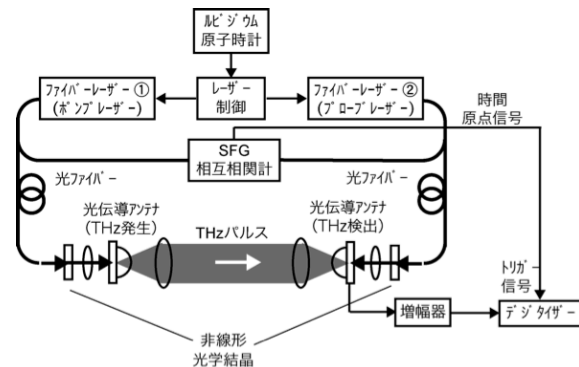 ルビジウム
原子時計
ファイバーレーザー ①
(ポンプレーザー)
レーザー
制御
ファイバーレーザー ②
(プローブレーザー)
時間
原点信号
SFG
相互相関計
光ファイバー
光ファイバー
光伝導アンテナ
(THz発生)
THzパルス
光伝導アンテナ
(THz検出)
トリガー
信号
増幅器
デジタイザー
非線形
光学結晶